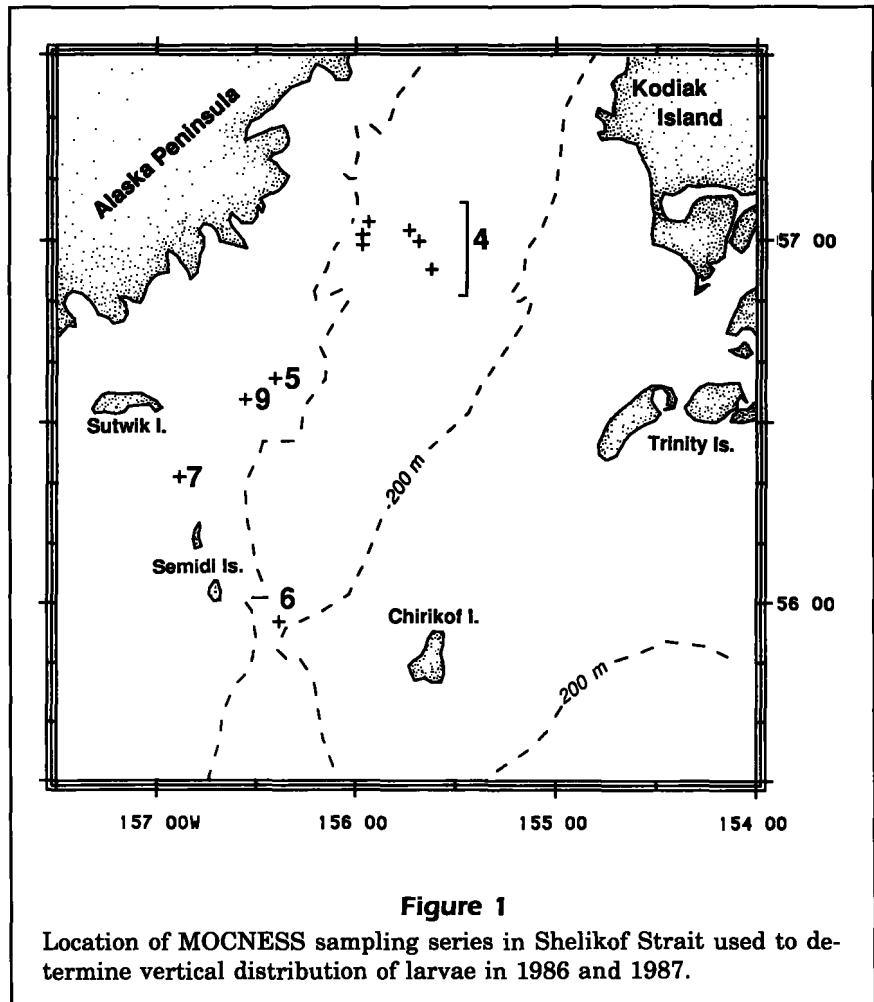 Alaska Peninsula
Kodiak
Island
4
57 00
5
9
Sutwik I.
Trinity Is.
7
200 m
Semidi Is.
6
56 00
Chirikof I.
200 m
157 00W
156 00
155 00
154 00
Figure 1
Location of MOCNESS sampling series in Shelikof Strait used to de-
termine vertical distribution of larvae in 1986 and 1987.